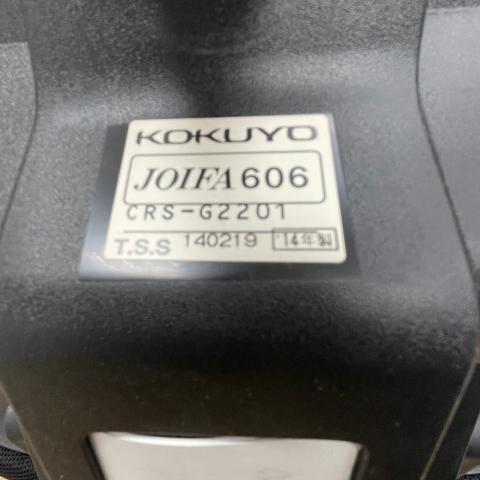 KOKUYO
JOIFA 606
CRS-G2201
T.S.S 140219 '14年製